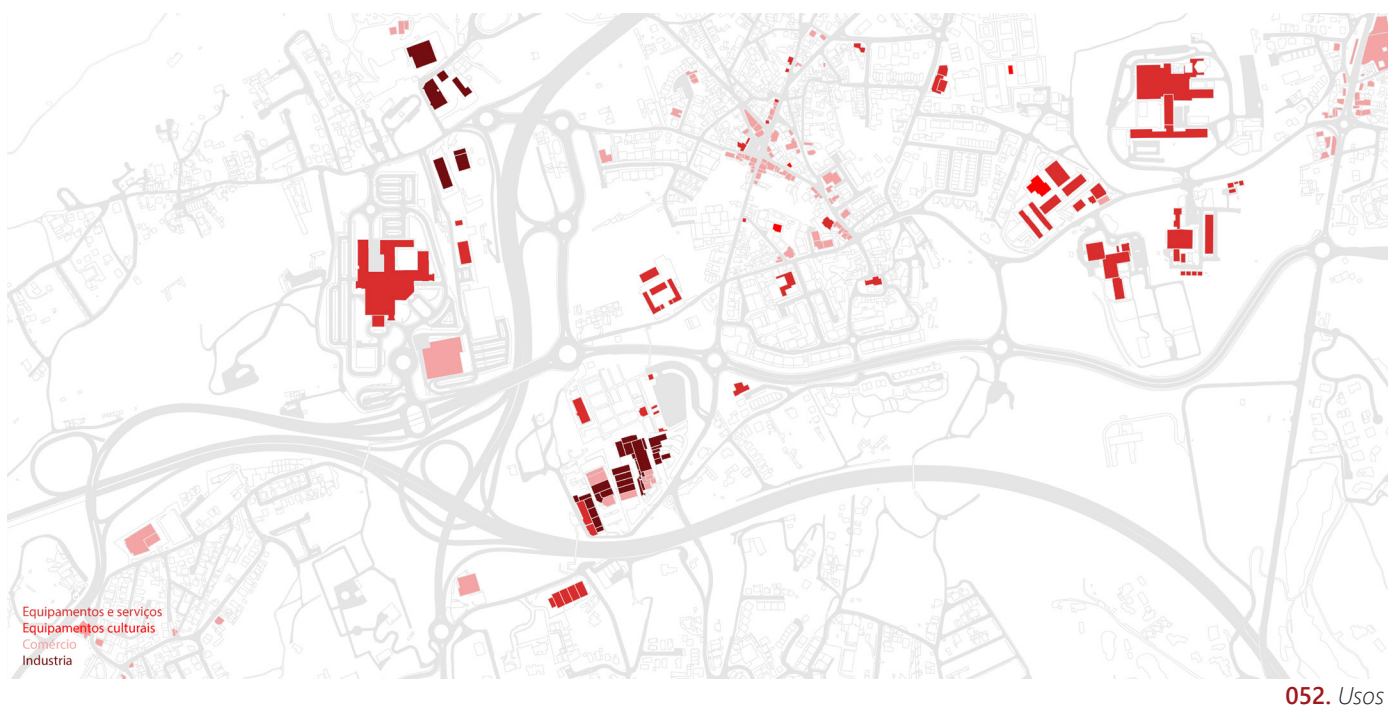 Equipamentos e serviços
Equipamentos culturais
Comércio
Industria
052. Usos